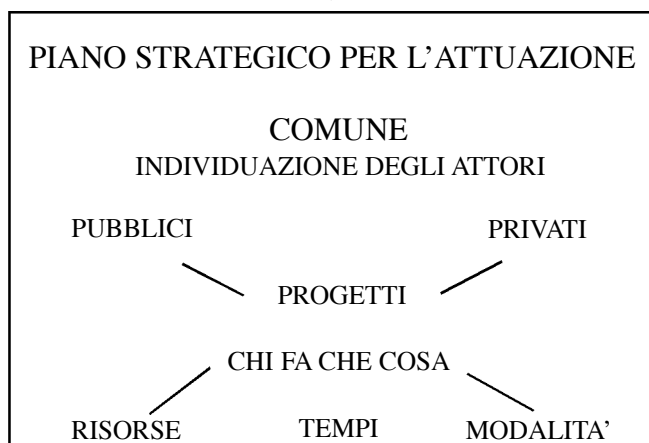 PIANO STRATEGICO PER L'ATTUAZIONE
COMUNE
INDIVIDUAZIONE DEGLI ATTORI
PUBBLICI PRIVATI
PROGETTI
CHI FA CHE COSA
RISORSE TEMPI MODALITA'